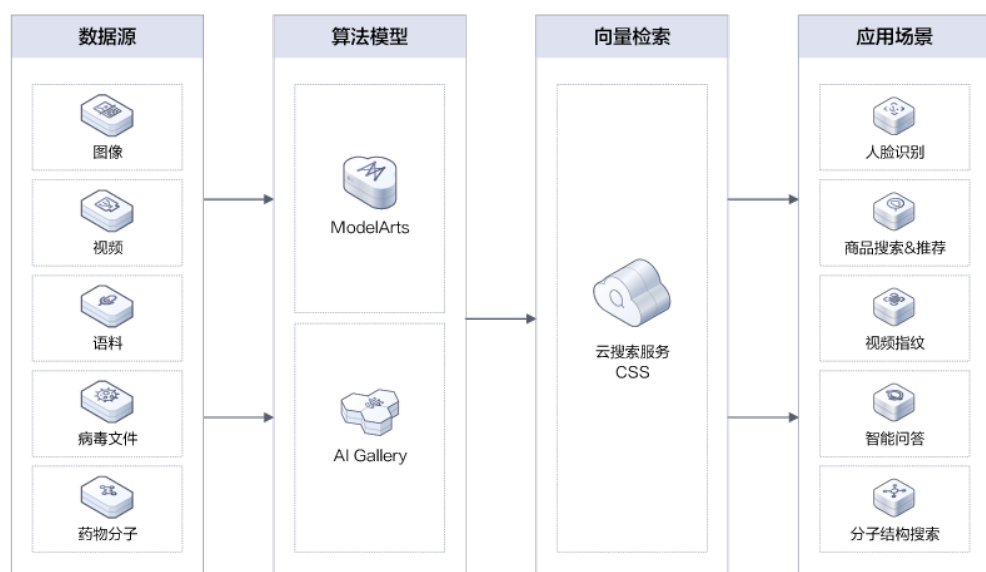 数据源
图像
视频
语料
病毒文件
药物分子
算法模型
ModelArts
AI Gallery
向量检索
云搜索服务
CSS
应用场景
人脸识别
商品搜索&推荐
视频指纹
智能问答
分子结构搜索